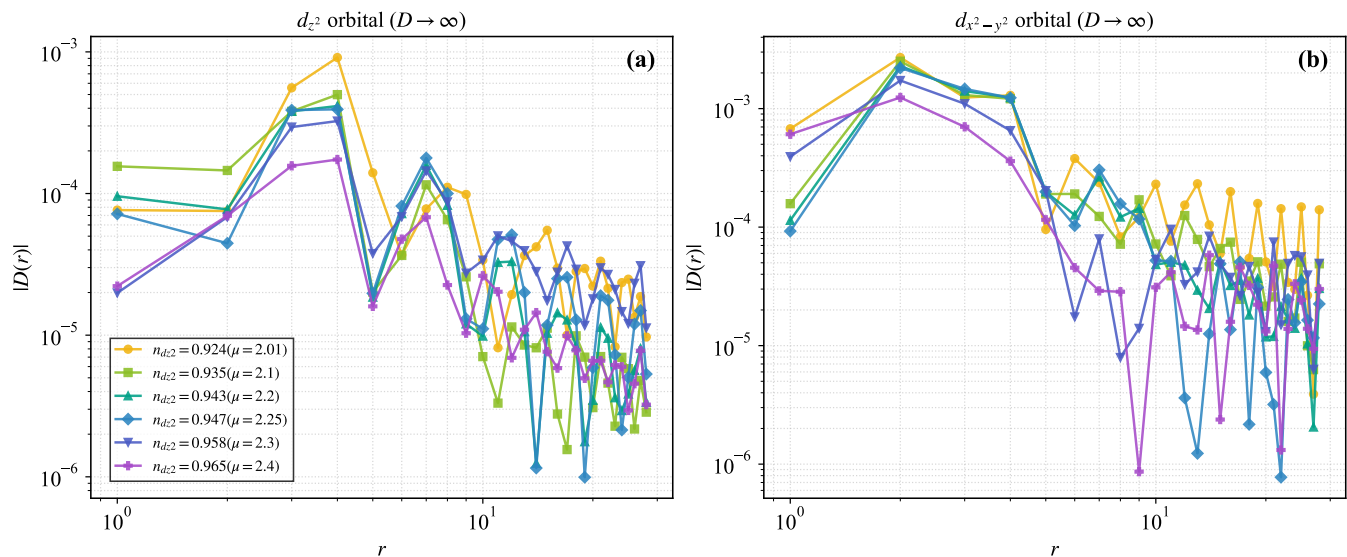 d_{z^2} orbital (D → ∞)
d_{x^2−y^2} orbital (D → ∞)
(a)
(b)
10^{-3}
10^{-4}
10^{-5}
10^{-6}
|D(r)|
n_{dz2} = 0.924(μ = 2.01)
n_{dz2} = 0.935(μ = 2.1)
n_{dz2} = 0.943(μ = 2.2)
n_{dz2} = 0.947(μ = 2.25)
n_{dz2} = 0.958(μ = 2.3)
n_{dz2} = 0.965(μ = 2.4)
10^0
10^1
r
10^{-3}
10^{-4}
10^{-5}
10^{-6}
|D(r)|
10^0
10^1
r